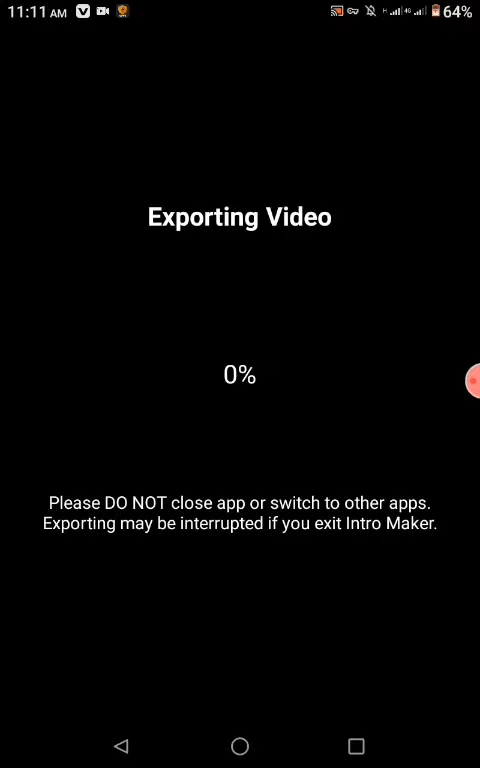 11:11 AM
H 4G 64%
Exporting Video
0%
Please DO NOT close app or switch to other apps.
Exporting may be interrupted if you exit Intro Maker.